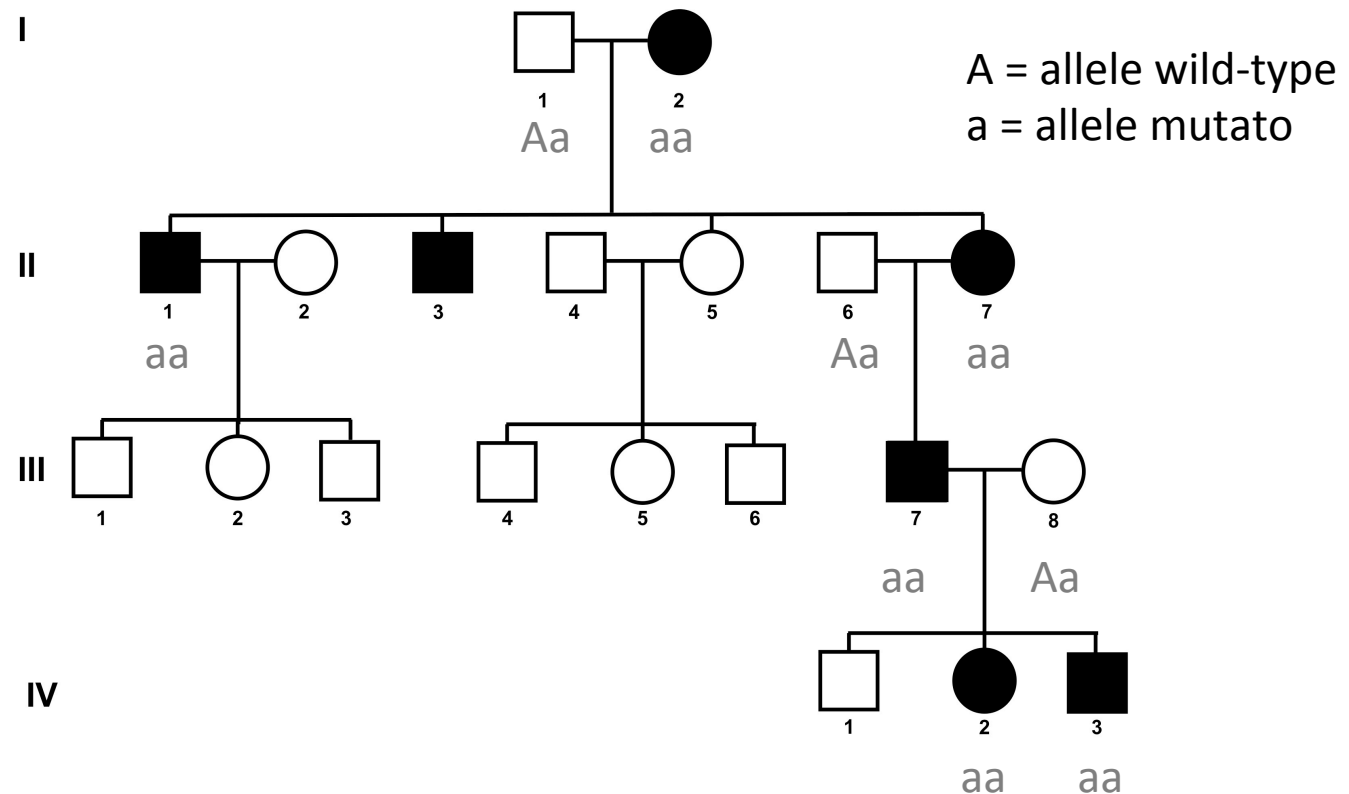 I
A = allele wild-type
a = allele mutato
1 2
Aa aa
II
1 2 3 4 5 6 7
aa Aa aa
III
1 2 3 4 5 6 7 8
aa Aa
IV
1 2 3
aa aa